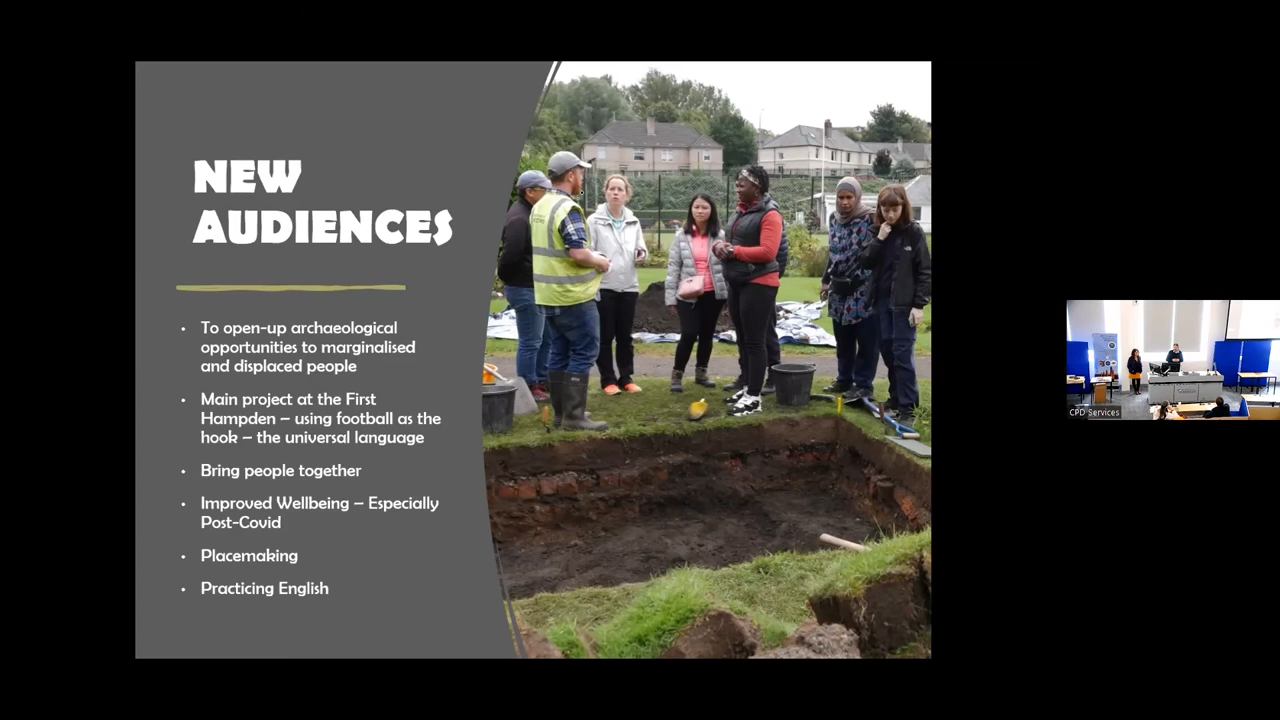 NEW
AUDIENCES
• To open-up archaeological
opportunities to marginalised
and displaced people
• Main project at the First
Hampden – using football as the
hook – the universal language
• Bring people together
• Improved Wellbeing – Especially
Post-Covid
• Placemaking
• Practicing English
CPD Services